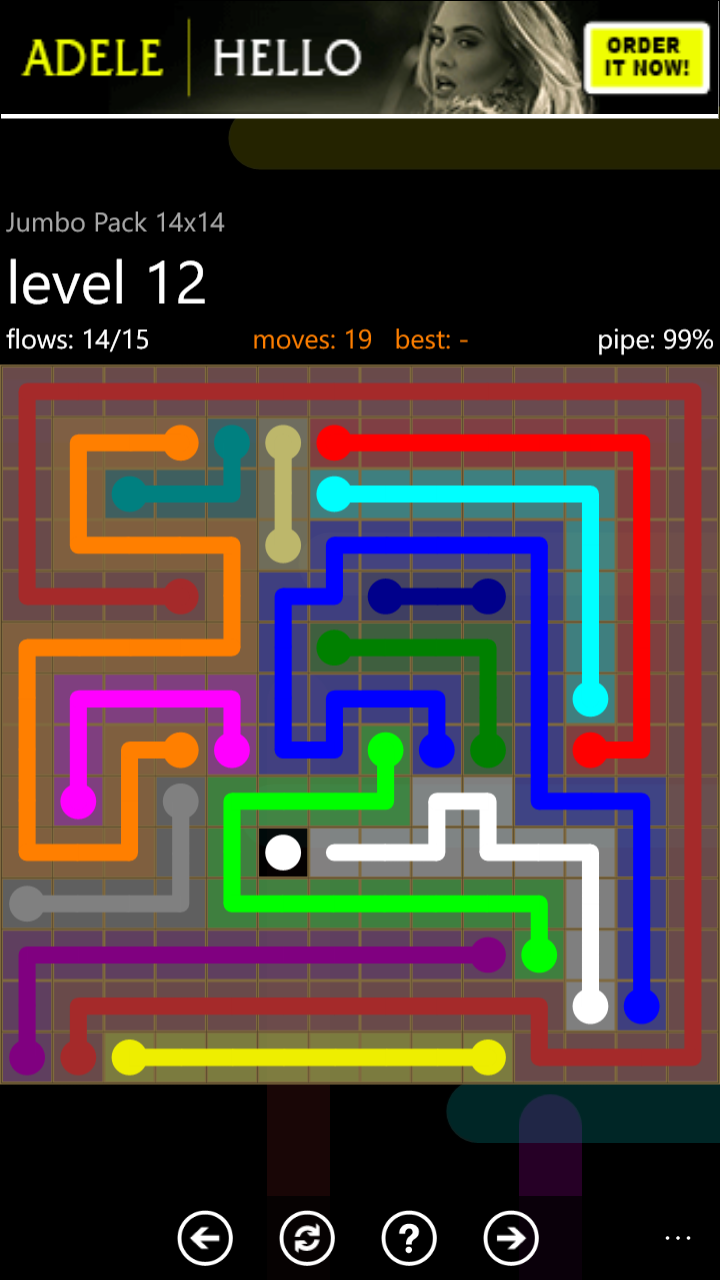 ADELE | HELLO
ORDER
IT NOW!
Jumbo Pack 14x14
level 12
flows: 14/15 moves: 19 best: - pipe: 99%
?
...